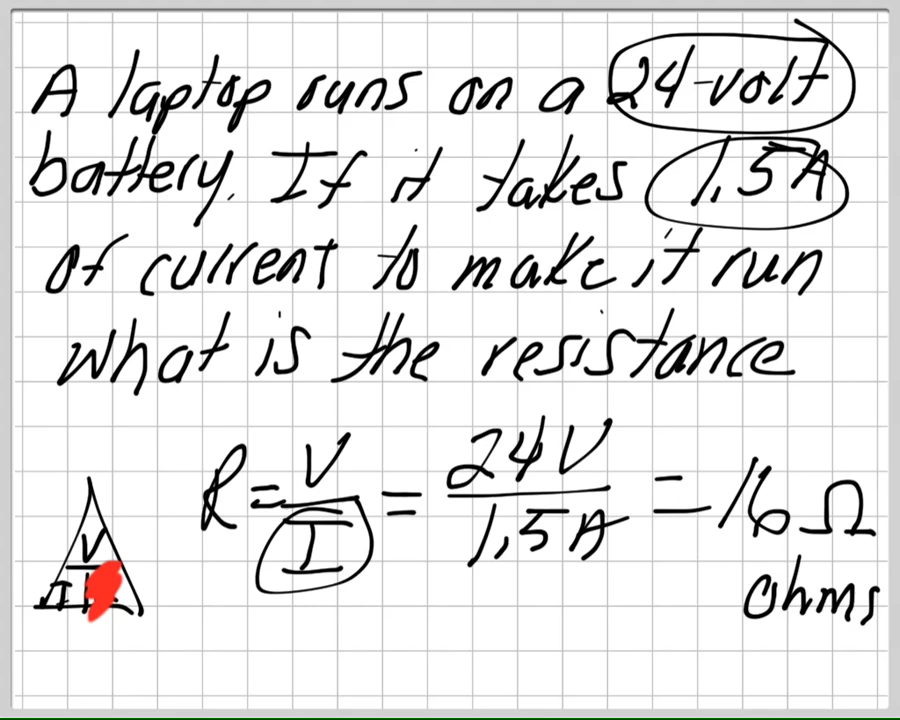 A laptop runs on a 24-volt
battery. If it takes 1.5A
of current to make it run
what is the resistance
R = V/I = 24V/1.5A = 16 Ω
ohms
V
I